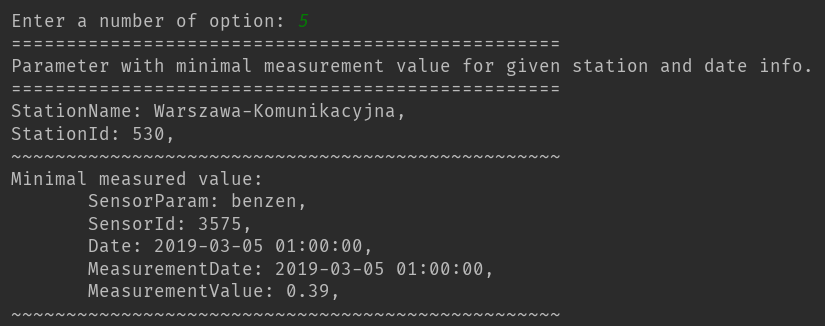 Enter a number of option: 5
==================================================
Parameter with minimal measurement value for given station and date info.
==================================================
StationName: Warszawa-Komunikacyjna,
StationId: 530,
~~~~~~~~~~~~~~~~~~~~~~~~~~~~~~~~~~~~~~~~~~~~~~~~~~
Minimal measured value:
       SensorParam: benzen,
       SensorId: 3575,
       Date: 2019-03-05 01:00:00,
       MeasurementDate: 2019-03-05 01:00:00,
       MeasurementValue: 0.39,
~~~~~~~~~~~~~~~~~~~~~~~~~~~~~~~~~~~~~~~~~~~~~~~~~~